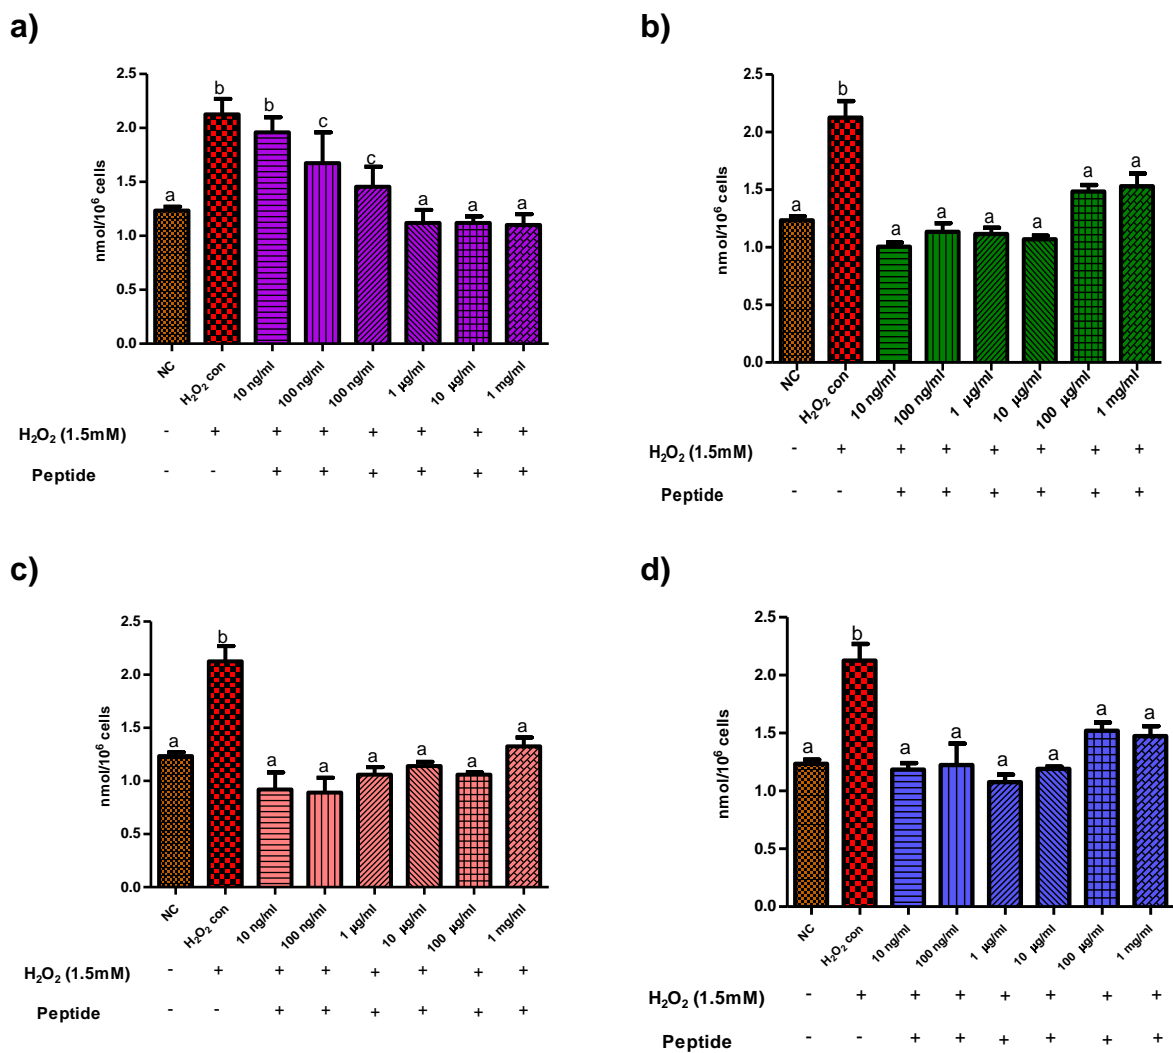 a)
2.5
2.0
1.5
1.0
0.5
0.0
nmol/10⁶ cells
a
b
b
c
c
a
a
a
NC
H₂O₂ con
10 ng/ml
100 ng/ml
100 ng/ml
1 µg/ml
10 µg/ml
1 mg/ml
H₂O₂ (1.5mM) - + + + + + + +
Peptide - - + + + + + +
b)
2.5
2.0
1.5
1.0
0.5
0.0
nmol/10⁶ cells
a
b
a
a
a
a
a
a
NC
H₂O₂ con
10 ng/ml
100 ng/ml
1 µg/ml
10 µg/ml
100 µg/ml
1 mg/ml
H₂O₂ (1.5mM) - + + + + + + +
Peptide - - + + + + + +
c)
2.5
2.0
1.5
1.0
0.5
0.0
nmol/10⁶ cells
a
b
a
a
a
a
a
a
NC
H₂O₂ con
10 ng/ml
100 ng/ml
1 µg/ml
10 µg/ml
100 µg/ml
1 mg/ml
H₂O₂ (1.5mM) - + + + + + + +
Peptide - - + + + + + +
d)
2.5
2.0
1.5
1.0
0.5
0.0
nmol/10⁶ cells
a
b
a
a
a
a
a
a
NC
H₂O₂ con
10 ng/ml
100 ng/ml
1 µg/ml
10 µg/ml
100 µg/ml
1 mg/ml
H₂O₂ (1.5mM) - + + + + + + +
Peptide - - + + + + + +